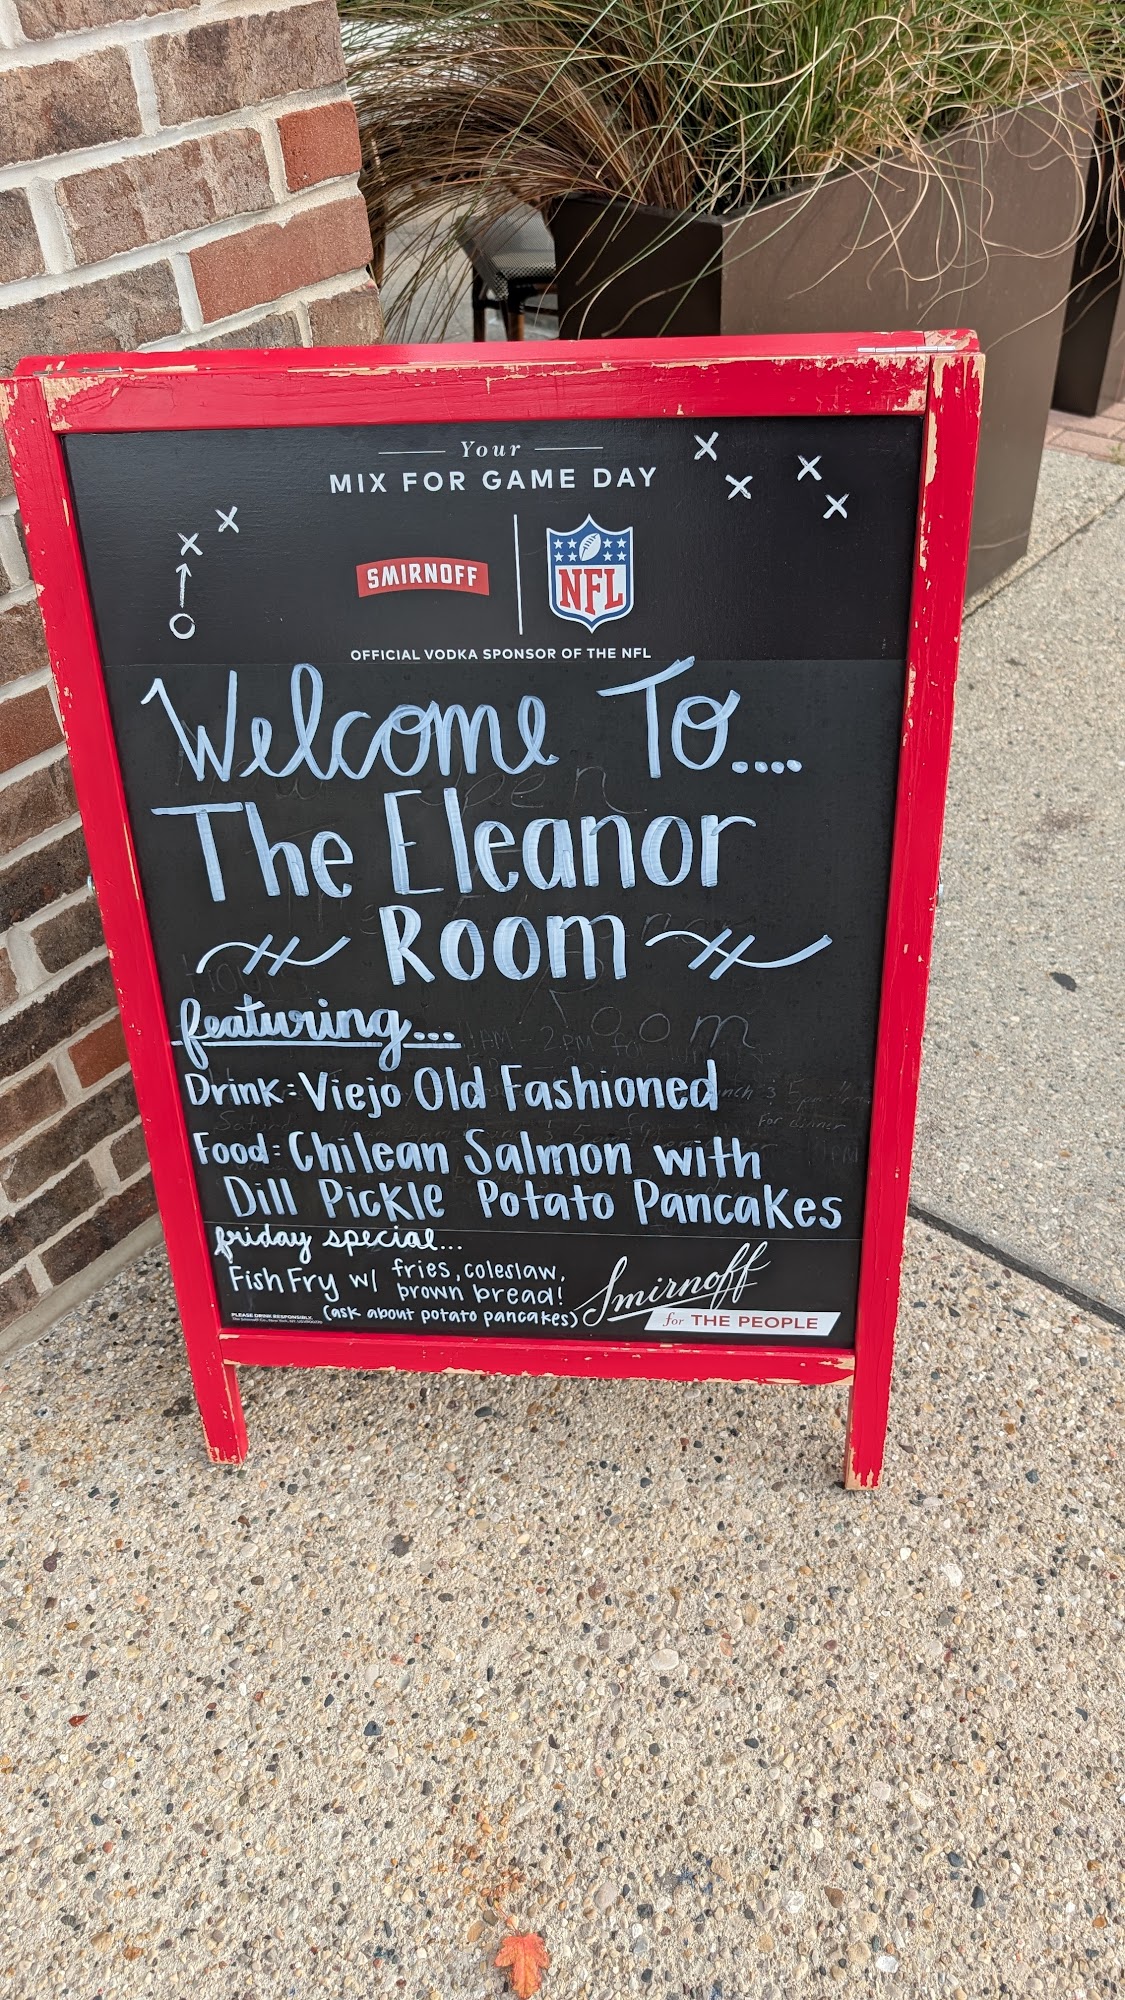 Your
MIX FOR GAME DAY
SMIRNOFF
NFL
OFFICIAL VODKA SPONSOR OF THE NFL
Welcome To....
The Eleanor
Room
featuring...
Drink: Viejo Old Fashioned
Food: Chilean Salmon with
Dill Pickle Potato Pancakes
friday special...
Fish Fry w/ fries, coleslaw,
brown bread!
(ask about potato pancakes)
Smirnoff
for THE PEOPLE
PLEASE DRINK RESPONSIBLY.